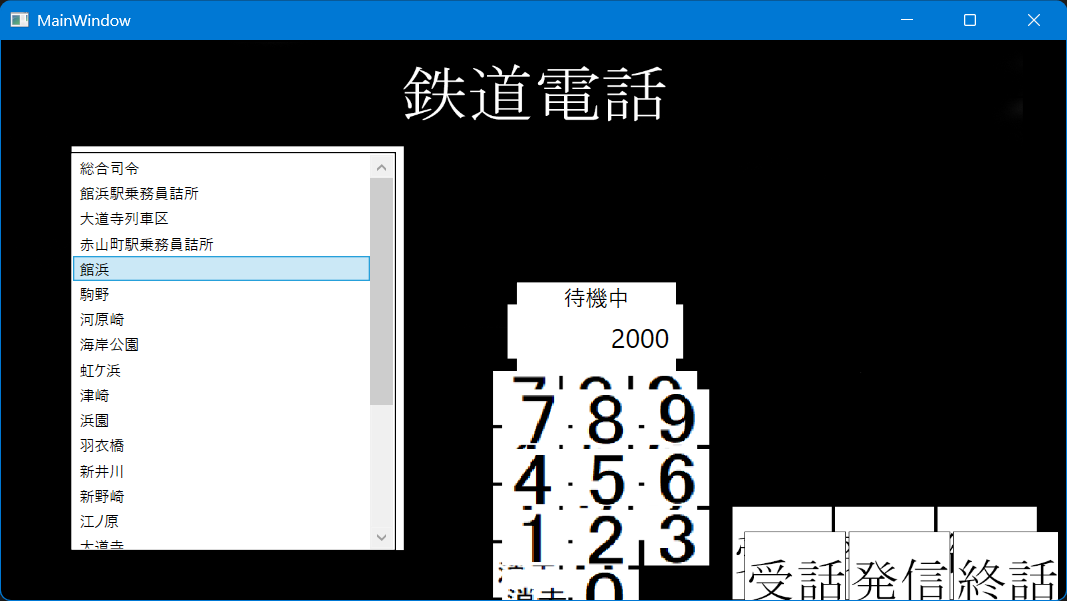 MainWindow
鉄道電話
総合司令
館浜駅乗務員詰所
大道寺列車区
赤山町駅乗務員詰所
館浜
駒野
河原崎
海岸公園
虹ケ浜
津崎
浜園
羽衣橋
新井川
新野崎
江ノ原
大道寺
待機中
2000
7 8 9
4 5 6
1 2 3
消去 0
受話 発信 終話